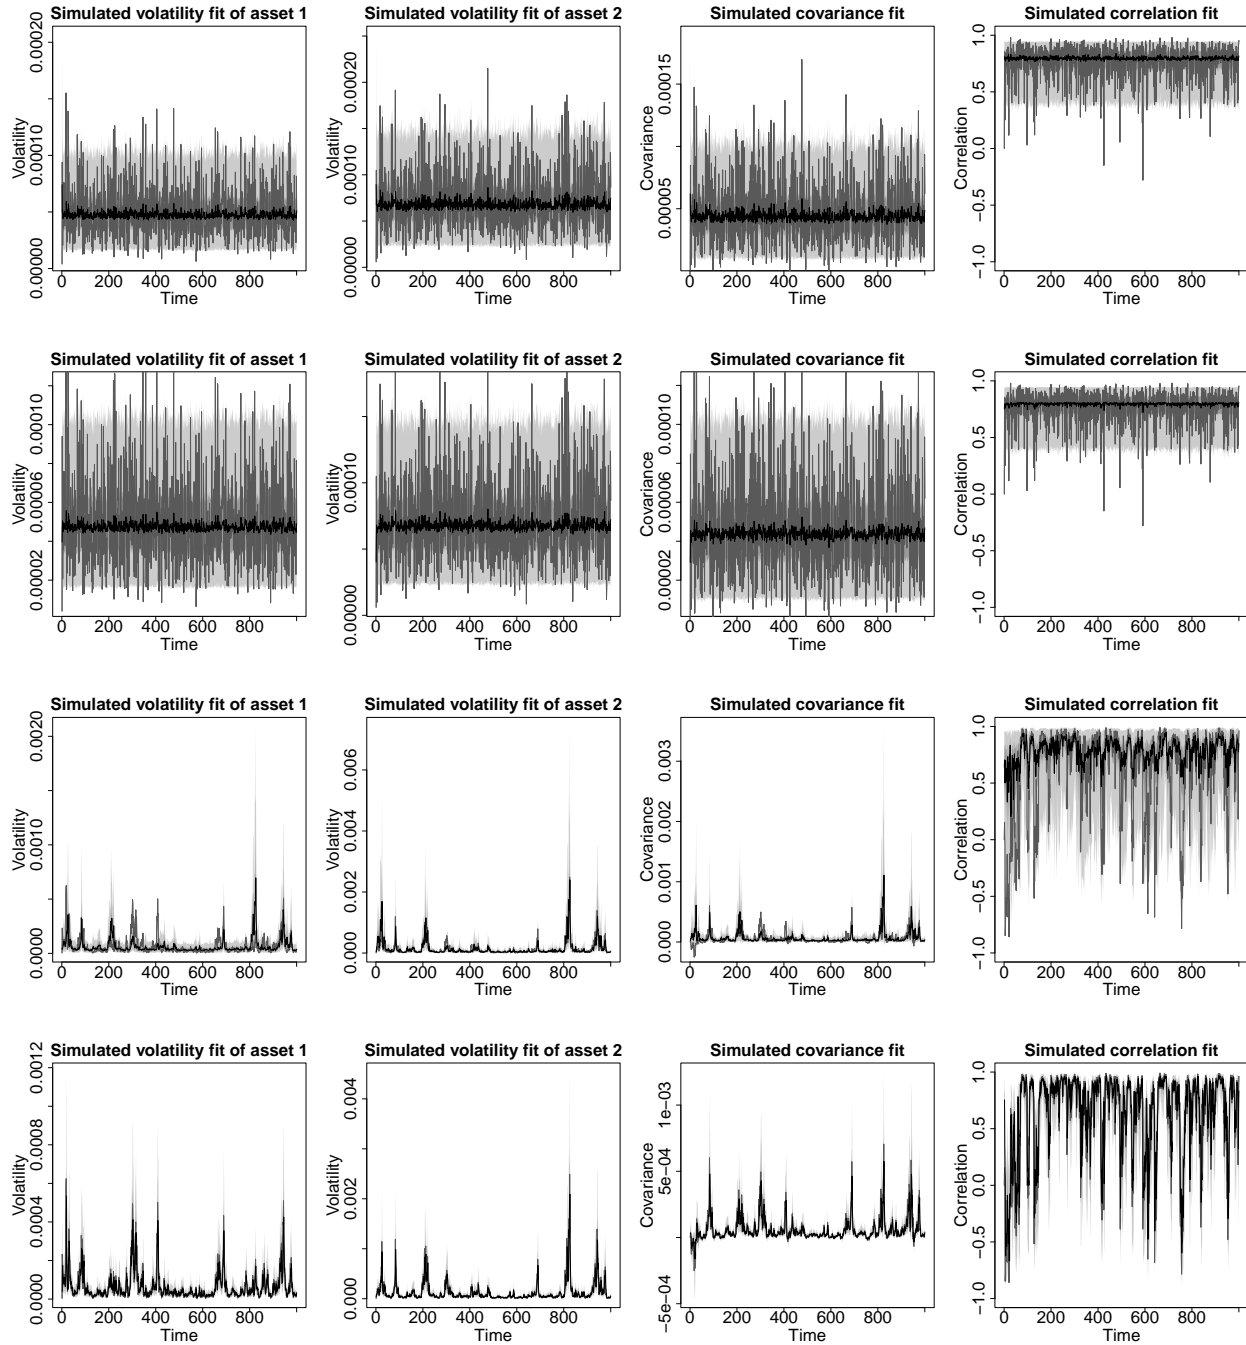 Simulated volatility fit of asset 1
Volatility
0.00000 0.00010 0.00020
0 200 400 600 800
Time
Simulated volatility fit of asset 2
Volatility
0.00000 0.00010 0.00020
0 200 400 600 800
Time
Simulated covariance fit
Covariance
0.00005 0.00015
0 200 400 600 800
Time
Simulated correlation fit
Correlation
−1.0 −0.5 0.0 0.5 1.0
0 200 400 600 800
Time
Simulated volatility fit of asset 1
Volatility
0.00002 0.00006 0.00010
0 200 400 600 800
Time
Simulated volatility fit of asset 2
Volatility
0.00000 0.00010
0 200 400 600 800
Time
Simulated covariance fit
Covariance
0.00002 0.00006 0.00010
0 200 400 600 800
Time
Simulated correlation fit
Correlation
−1.0 −0.5 0.0 0.5 1.0
0 200 400 600 800
Time
Simulated volatility fit of asset 1
Volatility
0.0000 0.0010 0.0020
0 200 400 600 800
Time
Simulated volatility fit of asset 2
Volatility
0.000 0.002 0.004 0.006
0 200 400 600 800
Time
Simulated covariance fit
Covariance
0.000 0.001 0.002 0.003
0 200 400 600 800
Time
Simulated correlation fit
Correlation
−1.0 −0.5 0.0 0.5 1.0
0 200 400 600 800
Time
Simulated volatility fit of asset 1
Volatility
0.0000 0.0004 0.0008 0.0012
0 200 400 600 800
Time
Simulated volatility fit of asset 2
Volatility
0.000 0.002 0.004
0 200 400 600 800
Time
Simulated covariance fit
Covariance
−5e−04 5e−04 1e−03
0 200 400 600 800
Time
Simulated correlation fit
Correlation
−1.0 −0.5 0.0 0.5 1.0
0 200 400 600 800
Time